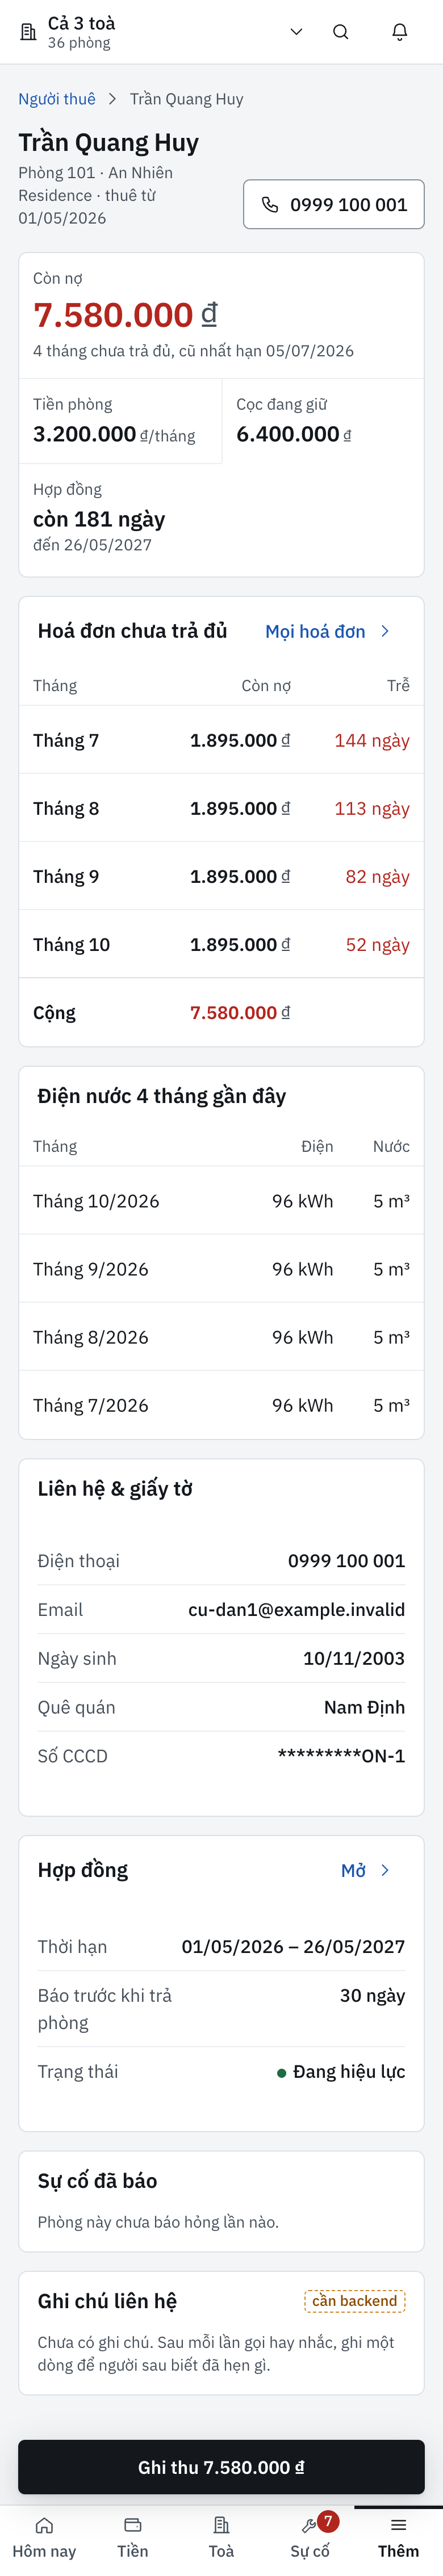 Cả 3 toà
36 phòng
Người thuê > Trần Quang Huy
Trần Quang Huy
Phòng 101 · An Nhiên
Residence · thuê từ
01/05/2026
0999 100 001
Còn nợ
7.580.000 ₫
4 tháng chưa trả đủ, cũ nhất hạn 05/07/2026
Tiền phòng
3.200.000 ₫/tháng
Cọc đang giữ
6.400.000 ₫
Hợp đồng
còn 181 ngày
đến 26/05/2027
Hoá đơn chưa trả đủ
Mọi hoá đơn >
Tháng Còn nợ Trễ
Tháng 7 1.895.000 ₫ 144 ngày
Tháng 8 1.895.000 ₫ 113 ngày
Tháng 9 1.895.000 ₫ 82 ngày
Tháng 10 1.895.000 ₫ 52 ngày
Cộng 7.580.000 ₫
Điện nước 4 tháng gần đây
Tháng Điện Nước
Tháng 10/2026 96 kWh 5 m³
Tháng 9/2026 96 kWh 5 m³
Tháng 8/2026 96 kWh 5 m³
Tháng 7/2026 96 kWh 5 m³
Liên hệ & giấy tờ
Điện thoại 0999 100 001
Email cu-dan1@example.invalid
Ngày sinh 10/11/2003
Quê quán Nam Định
Số CCCD *********ON-1
Hợp đồng Mở >
Thời hạn 01/05/2026 – 26/05/2027
Báo trước khi trả 30 ngày
phòng
Trạng thái Đang hiệu lực
Sự cố đã báo
Phòng này chưa báo hỏng lần nào.
Ghi chú liên hệ cần backend
Chưa có ghi chú. Sau mỗi lần gọi hay nhắc, ghi một
dòng để người sau biết đã hẹn gì.
Ghi thu 7.580.000 ₫
7
Hôm nay Tiền Toà Sự cố Thêm